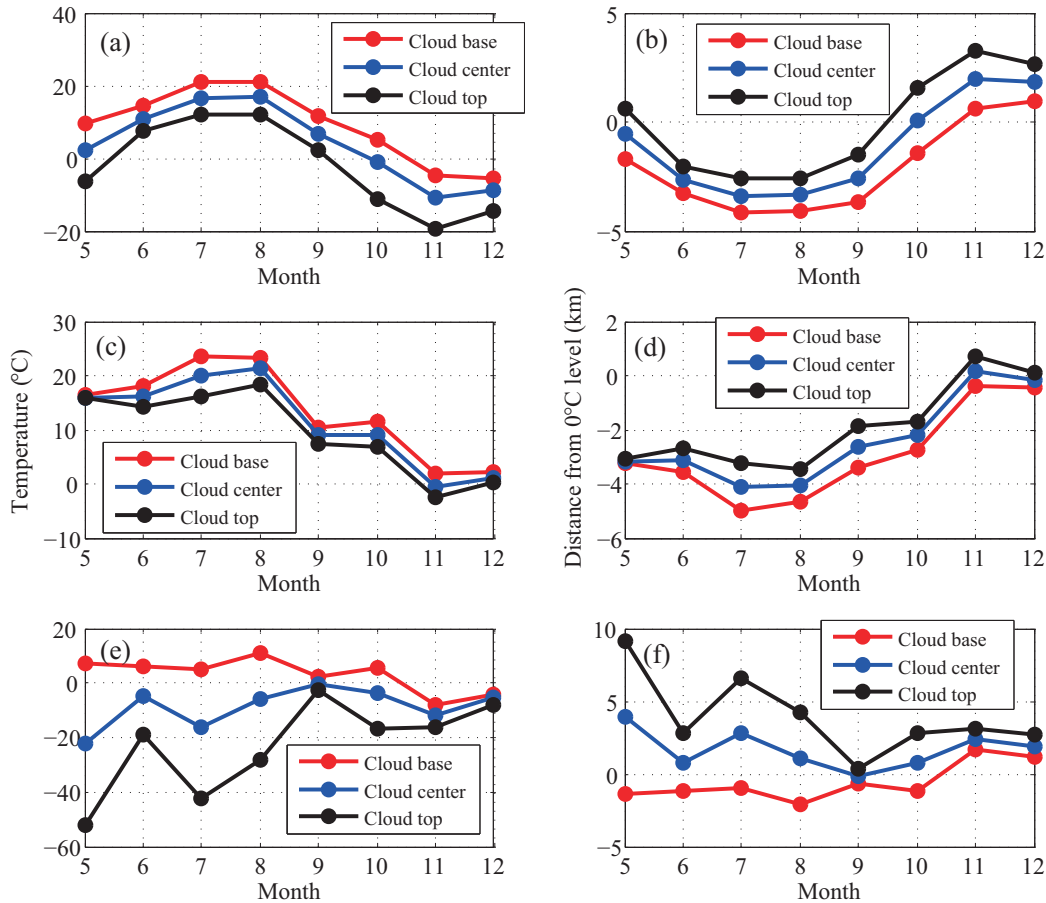 40
20
0
−20
(a)
Cloud base
Cloud center
Cloud top
5 6 7 8 9 10 11 12
Month
5
0
−5
(b)
Cloud base
Cloud center
Cloud top
5 6 7 8 9 10 11 12
Month
Temperature (°C)
30
20
10
0
−10
(c)
Cloud base
Cloud center
Cloud top
5 6 7 8 9 10 11 12
Month
Distance from 0°C level (km)
2
0
−2
−4
−6
(d)
Cloud base
Cloud center
Cloud top
5 6 7 8 9 10 11 12
Month
20
0
−20
−40
−60
(e)
Cloud base
Cloud center
Cloud top
5 6 7 8 9 10 11 12
Month
10
5
0
−5
(f)
Cloud base
Cloud center
Cloud top
5 6 7 8 9 10 11 12
Month